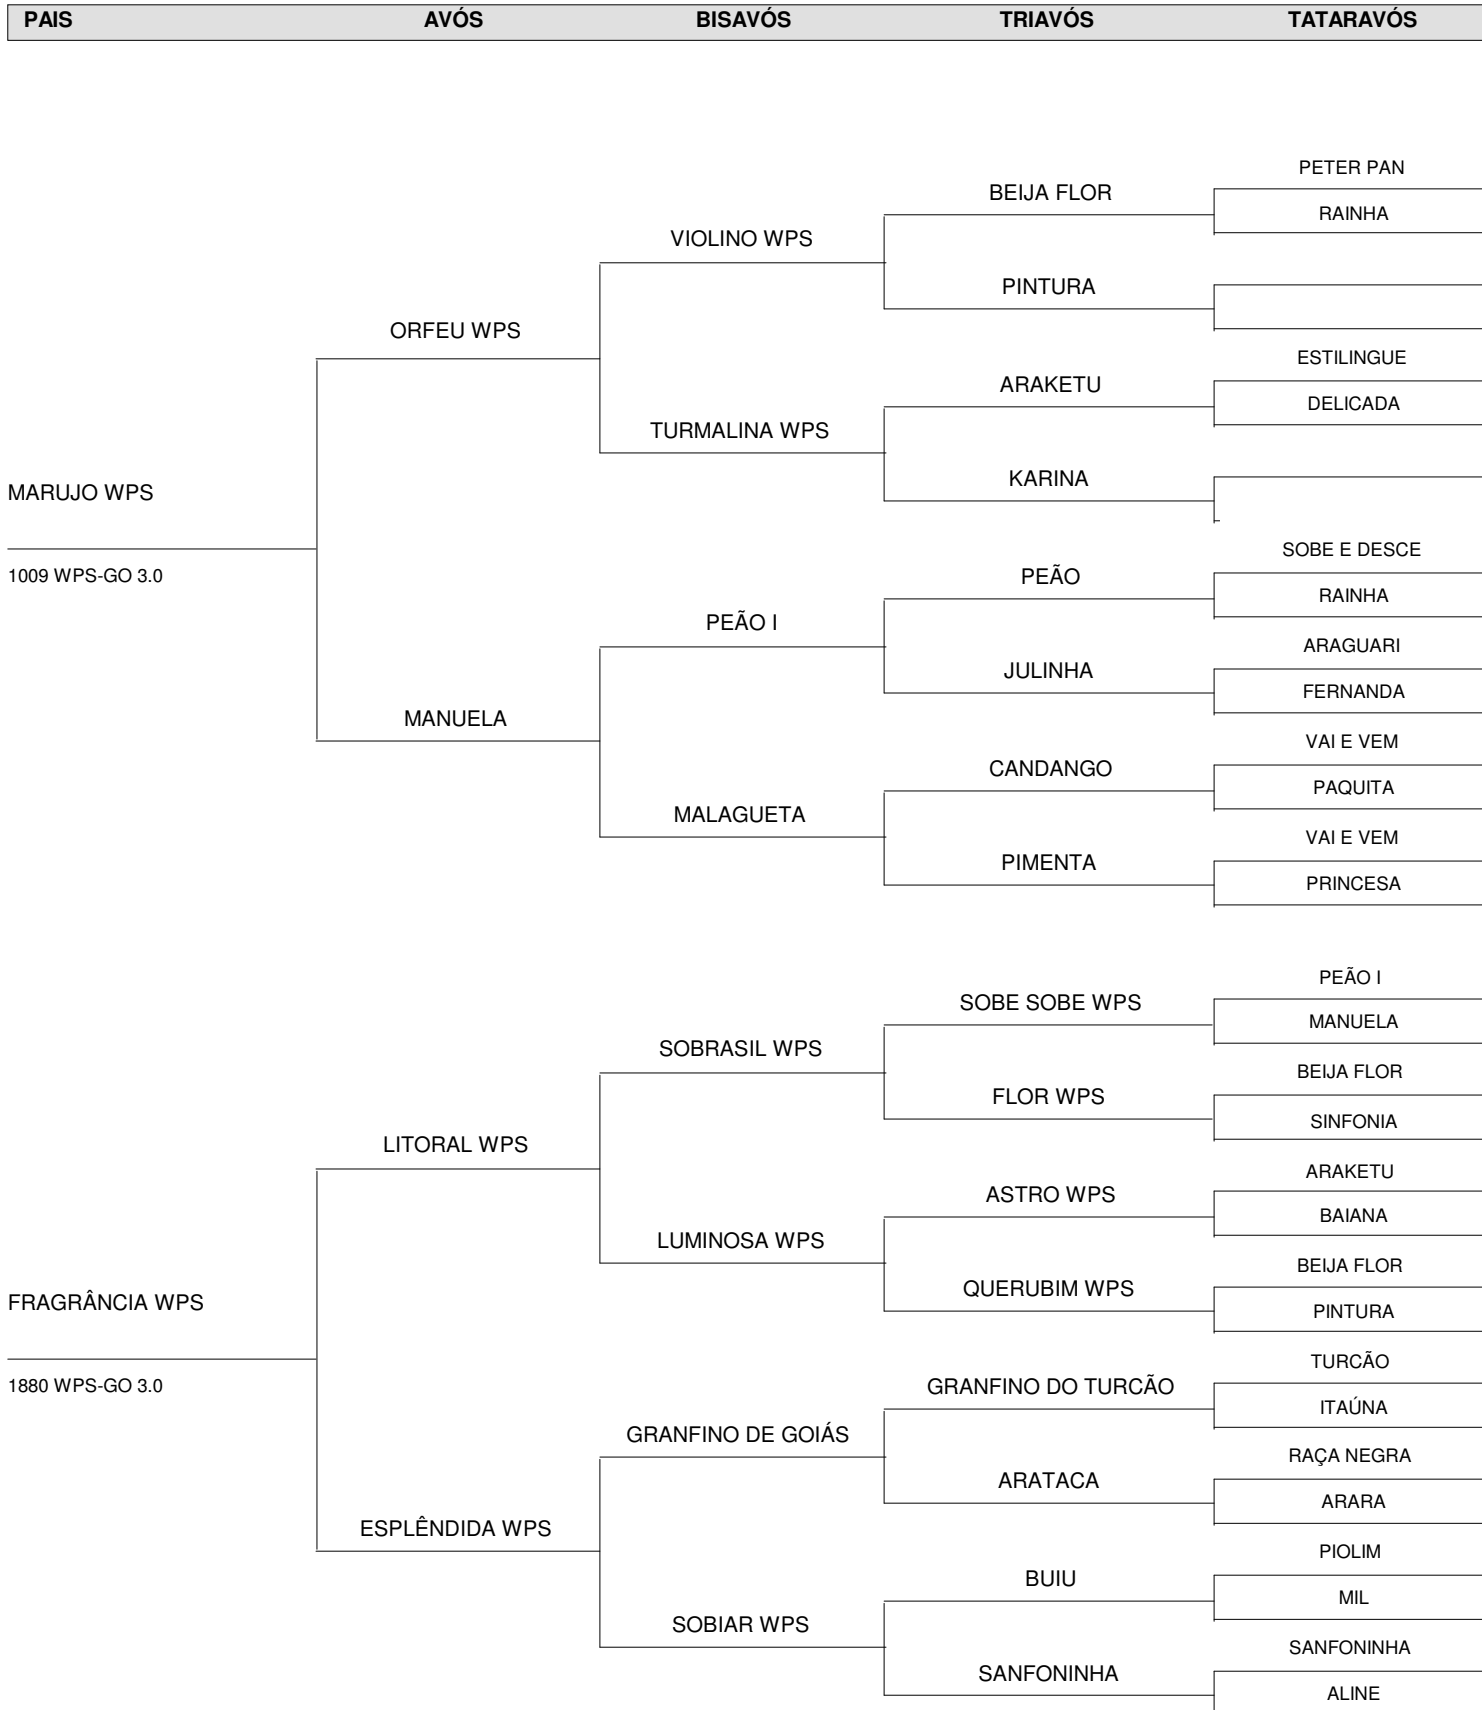 PAIS AVÓS BISAVÓS TRIAVÓS TATARAVÓS
PETER PAN
BEIJA FLOR
RAINHA
VIOLINO WPS
PINTURA
ORFEU WPS
ESTILINGUE
ARAKETU
DELICADA
TURMALINA WPS
KARINA
MARUJO WPS
SOBE E DESCE
1009 WPS-GO 3.0
PEÃO
RAINHA
PEÃO I
ARAGUARI
JULINHA
FERNANDA
MANUELA
VAI E VEM
CANDANGO
PAQUITA
MALAGUETA
VAI E VEM
PIMENTA
PRINCESA
PEÃO I
SOBE SOBE WPS
MANUELA
SOBRASIL WPS
BEIJA FLOR
FLOR WPS
SINFONIA
LITORAL WPS
ARAKETU
ASTRO WPS
BAIANA
LUMINOSA WPS
BEIJA FLOR
QUERUBIM WPS
FRAGRÂNCIA WPS
PINTURA
TURCÃO
1880 WPS-GO 3.0
GRANFINO DO TURCÃO
ITAÚNA
GRANFINO DE GOIÁS
RAÇA NEGRA
ARATACA
ARARA
ESPLÊNDIDA WPS
PIOLIM
BUIU
MIL
SOBIAR WPS
SANFONINHA
SANFONINHA
ALINE